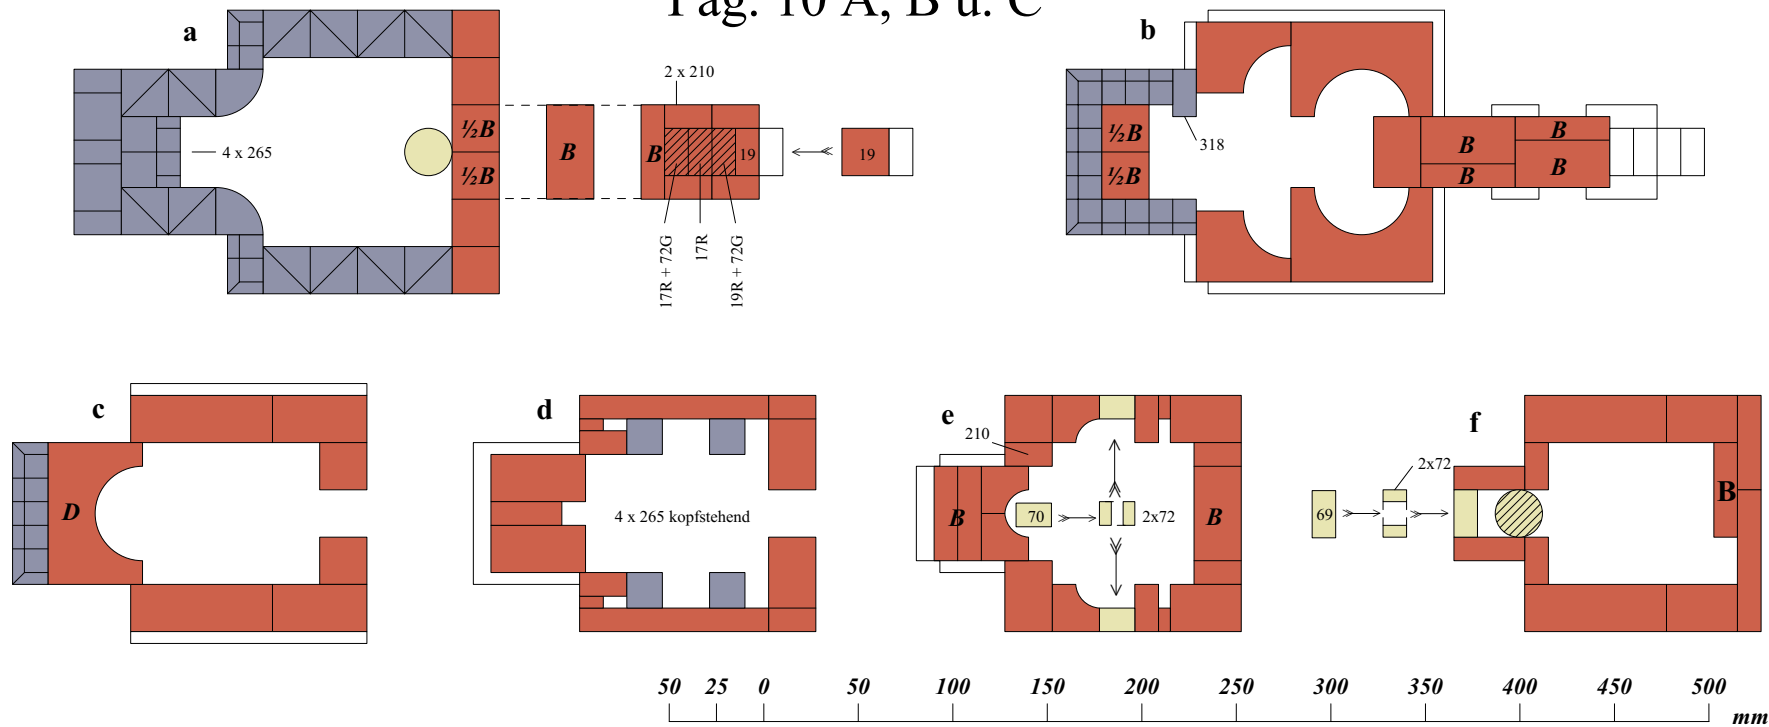 Pag. 10 A, B u. C
a
2 x 210
½B
½B
B
B
19
19
4 x 265
17R + 72G
17R
19R + 72G
b
½B
½B
318
B
B
B
B
c
D
d
4 x 265 kopfstehend
e
210
B
70
2x72
B
f
2x72
69
B
50 25 0 50 100 150 200 250 300 350 400 450 500
mm